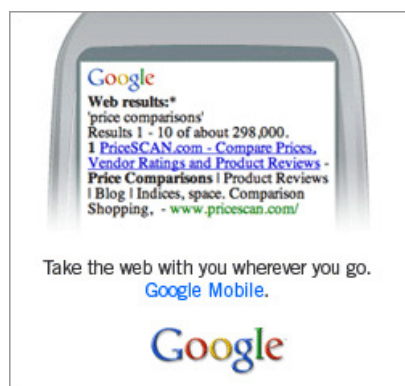 Google
Web results:*
'price comparisons'
Results 1 - 10 of about 298,000.
1 PriceSCAN.com - Compare Prices,
Vendor Ratings and Product Reviews -
Price Comparisons | Product Reviews
| Blog | Indices, space. Comparison
Shopping, - www.pricescan.com/
Take the web with you wherever you go.
Google Mobile.
Google